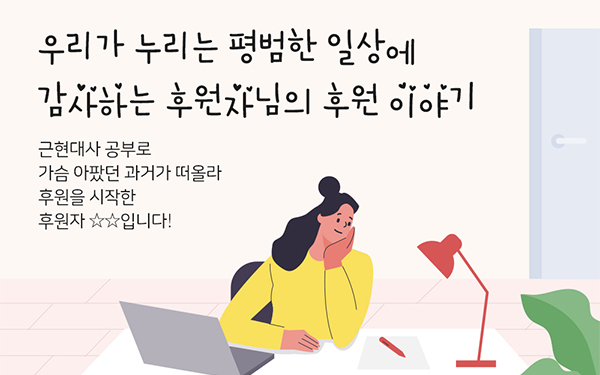 우리가 누리는 평범한 일상에
감사하는 후원자님의 후원 이야기
근현대사 공부로
가슴 아팠던 과거가 떠올라
후원을 시작한
후원자 ☆☆입니다!